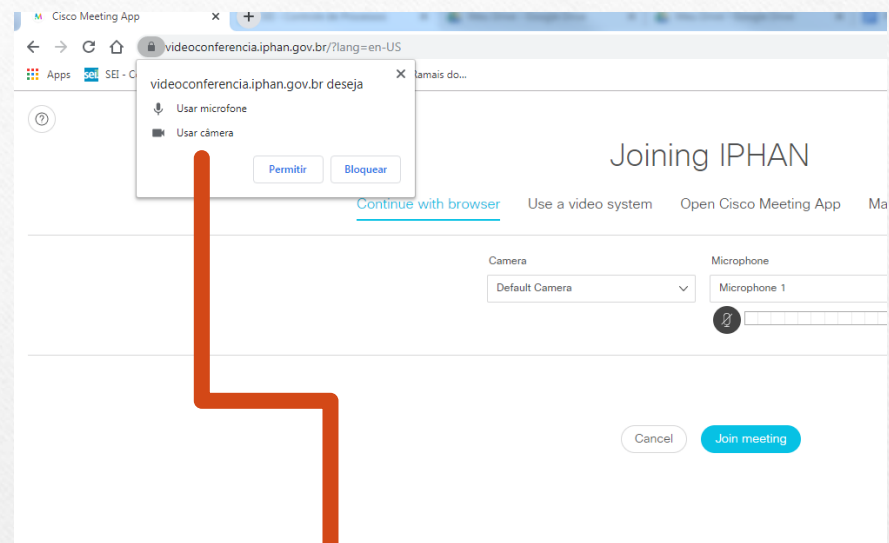 Cisco Meeting App
videoconferencia.iphan.gov.br/?lang=en-US
Apps sei SEI - C Ramais do...
videoconferencia.iphan.gov.br deseja
Usar microfone
Usar câmera
Permitir Bloquear
Joining IPHAN
Continue with browser Use a video system Open Cisco Meeting App Ma
Camera Microphone
Default Camera Microphone 1
Cancel Join meeting